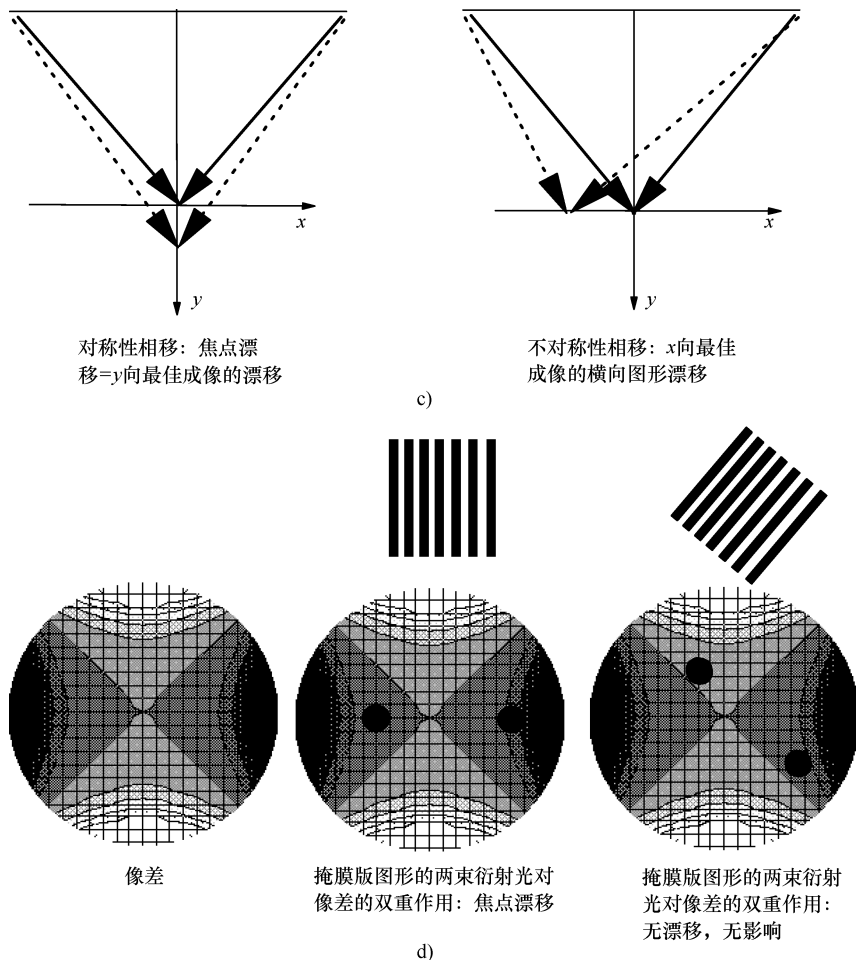 x
y
x
y
对称性相移：焦点漂
移=y向最佳成像的漂移
不对称性相移：x向最佳
成像的横向图形漂移
c)
像差
掩膜版图形的两束衍射光对
像差的双重作用：焦点漂移
掩膜版图形的两束衍射
光对像差的双重作用：
无漂移，无影响
d)